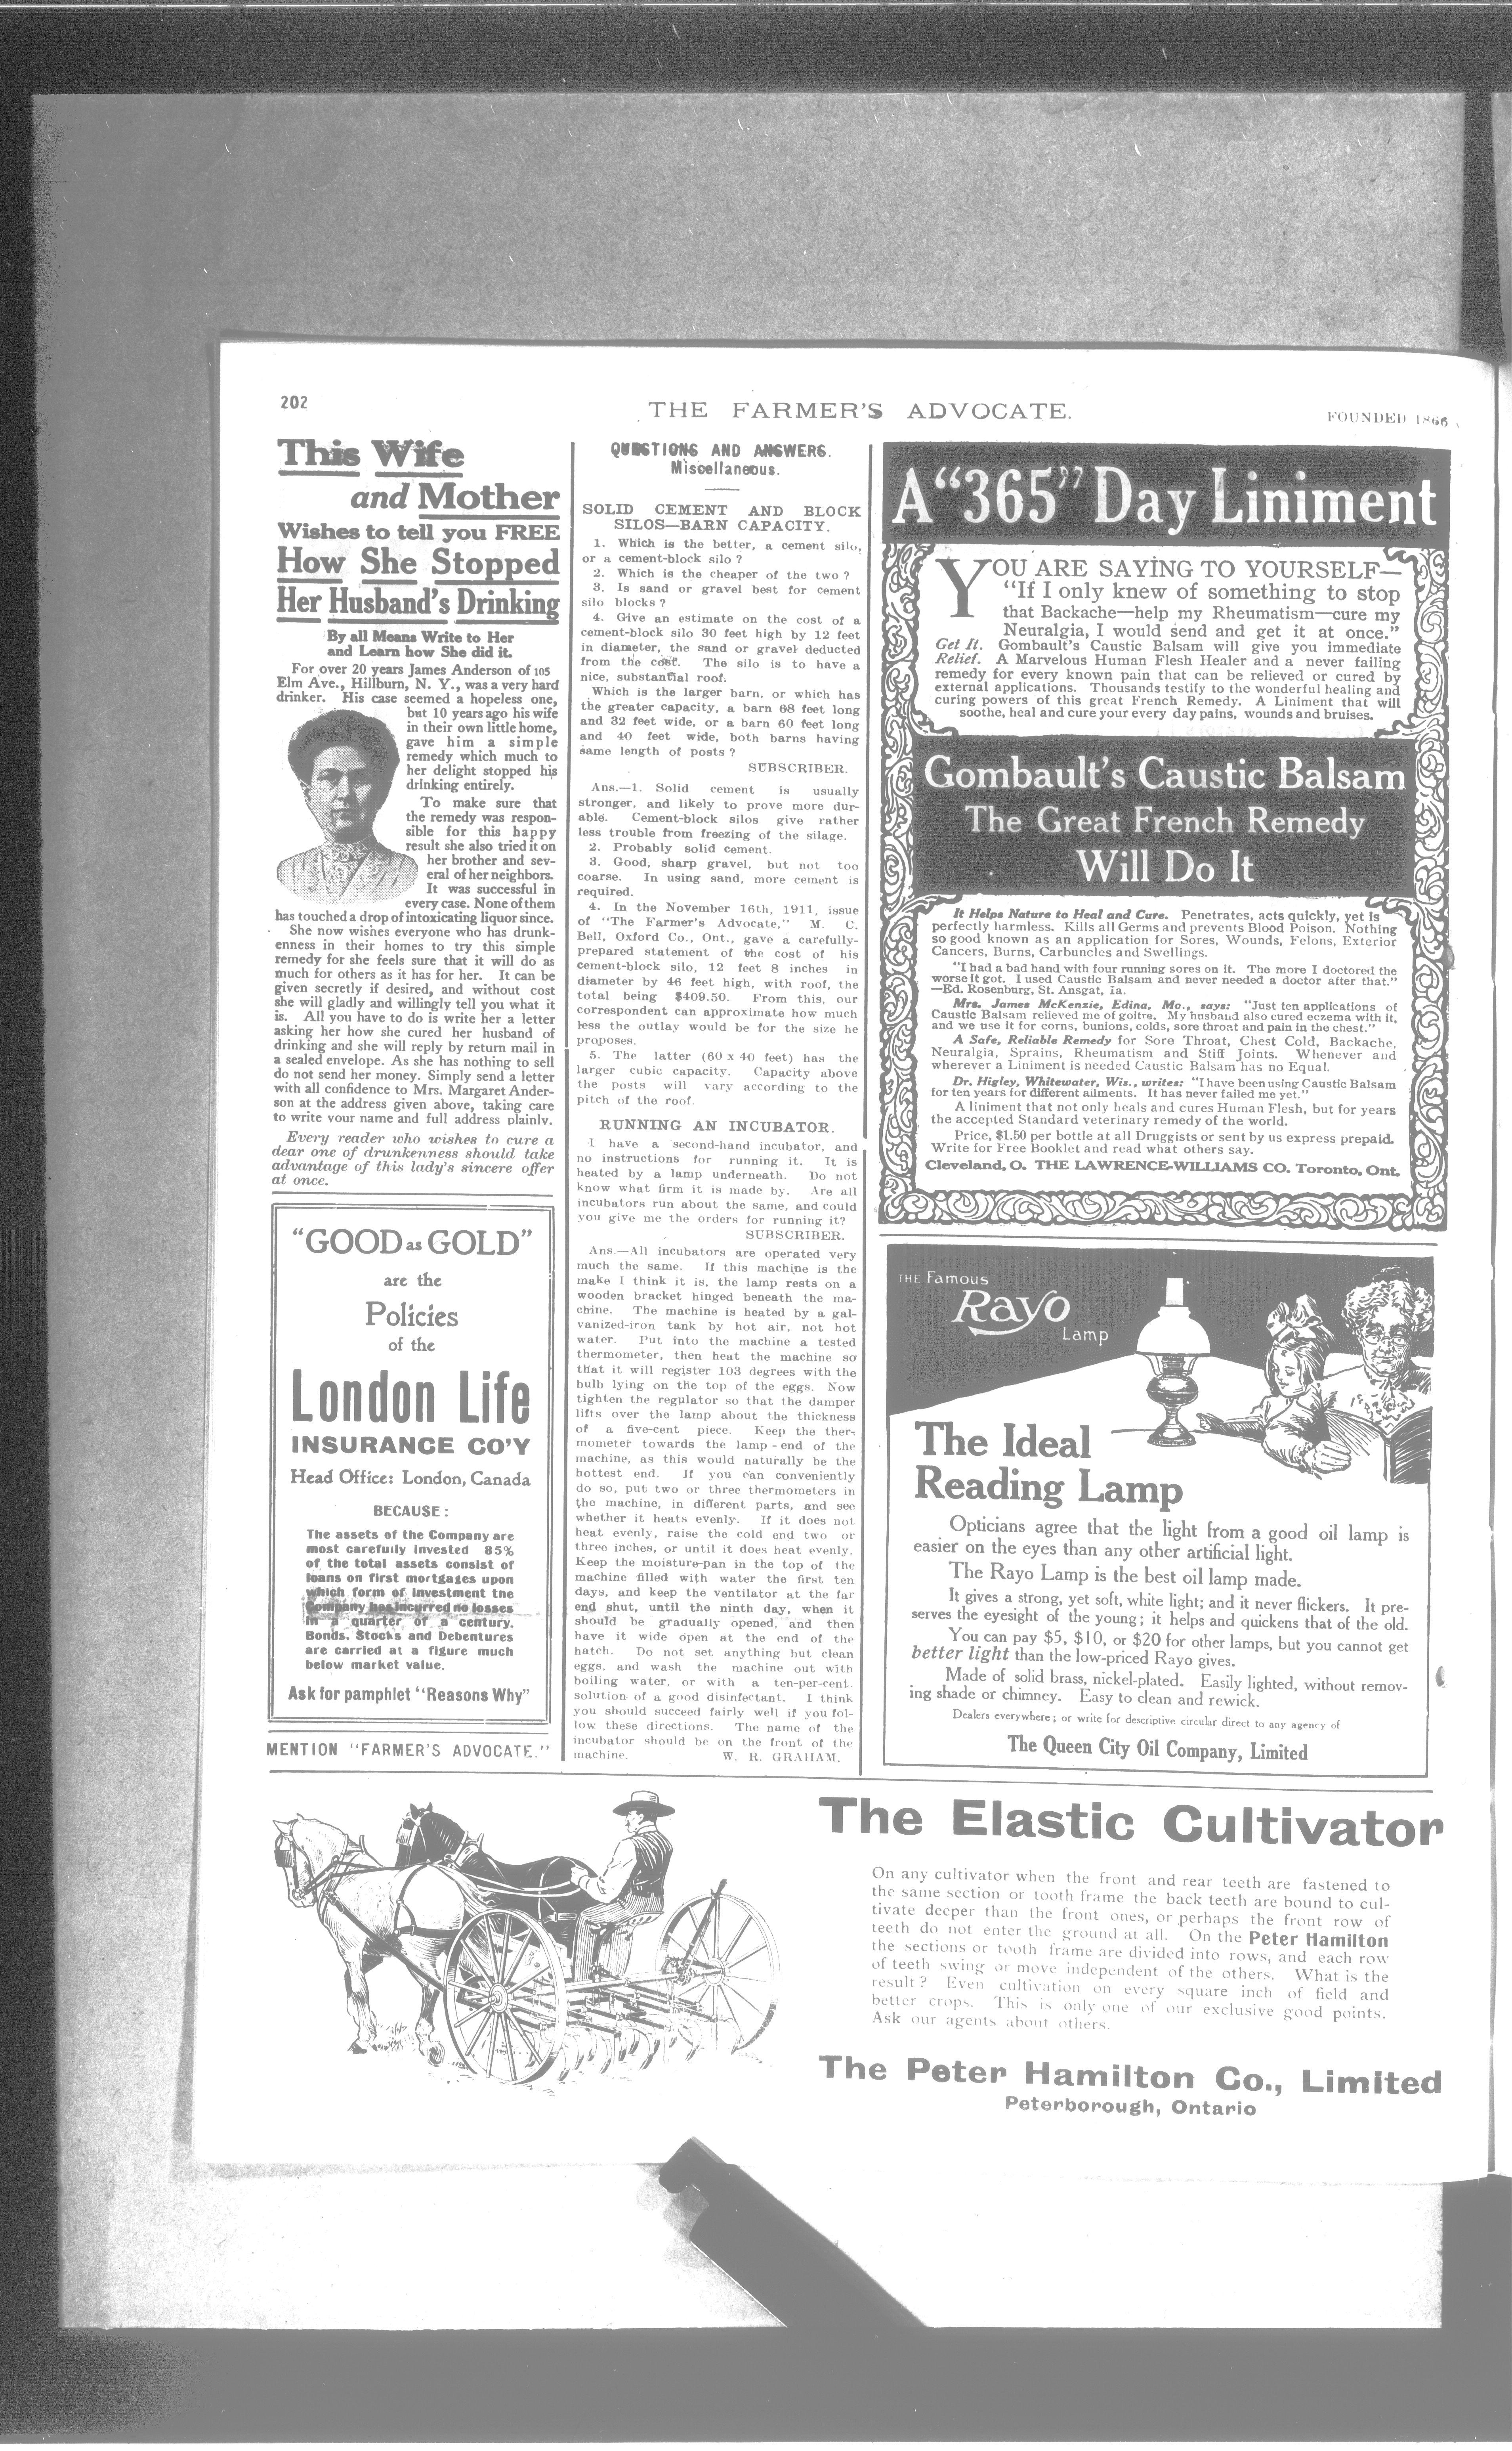 202
THE FARMER'S ADVOCATE.
FOUNDED 1866
This Wife
and Mother
Wishes to tell you FREE
How She Stopped
Her Husband's Drinking
By all Means Write to Her
and Learn how She did it.
For over 20 years James Anderson of 105
Elm Ave., Hillburn, N. Y., was a very hard
drinker. His case seemed a hopeless one,
but 10 years ago his wife
in their own little home,
gave him a simple
remedy which much to
her delight stopped his
drinking entirely.
To make sure that
the remedy was respon-
sible for this happy
result she also tried it on
her brother and sev-
eral of her neighbors.
It was successful in
every case. None of them
has touched a drop of intoxicating liquor since.
She now wishes everyone who has drunk-
enness in their homes to try this simple
remedy for she feels sure that it will do as
much for others as it has for her. It can be
given secretly if desired, and without cost
she will gladly and willingly tell you what it
is. All you have to do is write her a letter
asking her how she cured her husband of
drinking and she will reply by return mail in
a sealed envelope. As she has nothing to sell
do not send her money. Simply send a letter
with all confidence to Mrs. Margaret Ander-
son at the address given above, taking care
to write your name and full address plainly.
Every reader who wishes to cure a
dear one of drunkenness should take
advantage of this lady's sincere offer
at once.
"GOOD as GOLD"
are the
Policies
of the
London Life
INSURANCE CO'Y
Head Office: London, Canada
BECAUSE:
The assets of the Company are
most carefully invested 85%
of the total assets consist of
loans on first mortgages upon
which form of investment the
Company has incurred no losses
in a quarter of a century.
Bonds, Stocks and Debentures
are carried at a figure much
below market value.
Ask for pamphlet "Reasons Why"
MENTION "FARMER'S ADVOCATE."
QUESTIONS AND ANSWERS.
Miscellaneous.
SOLID CEMENT AND BLOCK
SILOS—BARN CAPACITY.
1. Which is the better, a cement silo,
or a cement-block silo ?
2. Which is the cheaper of the two ?
3. Is sand or gravel best for cement
silo blocks ?
4. Give an estimate on the cost of a
cement-block silo 30 feet high by 12 feet
in diameter, the sand or gravel deducted
from the cost. The silo is to have a
nice, substantial roof.
Which is the larger barn, or which has
the greater capacity, a barn 68 feet long
and 32 feet wide, or a barn 60 feet long
and 40 feet wide, both barns having
same length of posts ?
SUBSCRIBER.
Ans.—1. Solid cement is usually
stronger, and likely to prove more dur-
able. Cement-block silos give rather
less trouble from freezing of the silage.
2. Probably solid cement.
3. Good, sharp gravel, but not too
coarse. In using sand, more cement is
required.
4. In the November 16th, 1911, issue
of "The Farmer's Advocate," M. C.
Bell, Oxford Co., Ont., gave a carefully-
prepared statement of the cost of his
cement-block silo, 12 feet 8 inches in
diameter by 46 feet high, with roof, the
total being $409.50. From this, our
correspondent can approximate how much
less the outlay would be for the size he
proposes.
5. The latter (60 x 40 feet) has the
larger cubic capacity. Capacity above
the posts will vary according to the
pitch of the roof.
RUNNING AN INCUBATOR.
I have a second-hand incubator, and
no instructions for running it. It is
heated by a lamp underneath. Do not
know what firm it is made by. Are all
incubators run about the same, and could
you give me the orders for running it?
SUBSCRIBER.
Ans.—All incubators are operated very
much the same. If this machine is the
make I think it is, the lamp rests on a
wooden bracket hinged beneath the ma-
chine. The machine is heated by a gal-
vanized-iron tank by hot air, not hot
water. Put into the machine a tested
thermometer, then heat the machine so
that it will register 103 degrees with the
bulb lying on the top of the eggs. Now
tighten the regulator so that the damper
lifts over the lamp about the thickness
of a five-cent piece. Keep the ther-
mometer towards the lamp-end of the
machine, as this would naturally be the
hottest end. If you can conveniently
do so, put two or three thermometers in
the machine, in different parts, and see
whether it heats evenly. If it does not
heat evenly, raise the cold end two or
three inches, or until it does heat evenly.
Keep the moisture-pan in the top of the
machine filled with water the first ten
days, and keep the ventilator at the far
end shut, until the ninth day, when it
should be gradually opened, and then
have it wide open at the end of the
hatch. Do not set anything but clean
eggs, and wash the machine out with
boiling water, or with a ten-per-cent.
solution of a good disinfectant. I think
you should succeed fairly well if you fol-
low these directions. The name of the
incubator should be on the front of the
machine. W. R. GRAHAM.
A "365" Day Liniment
YOU ARE SAYING TO YOURSELF—
"If I only knew of something to stop
that Backache—help my Rheumatism—cure my
Neuralgia, I would send and get it at once."
Get It. Gombault's Caustic Balsam will give you immediate
Relief. A Marvelous Human Flesh Healer and a never failing
remedy for every known pain that can be relieved or cured by
external applications. Thousands testify to the wonderful healing and
curing powers of this great French Remedy. A Liniment that will
soothe, heal and cure your every day pains, wounds and bruises.
Gombault's Caustic Balsam
The Great French Remedy
Will Do It
It Helps Nature to Heal and Cure. Penetrates, acts quickly, yet is
perfectly harmless. Kills all Germs and prevents Blood Poison. Nothing
so good known as an application for Sores, Wounds, Felons, Exterior
Cancers, Burns, Carbuncles and Swellings.
"I had a bad hand with four running sores on it. The more I doctored the
worse it got. I used Caustic Balsam and never needed a doctor after that."
—Ed. Rosenburg, St. Ansgat, Ia.
Mrs. James McKenzie, Edina, Mo., says: "Just ten applications of
Caustic Balsam relieved me of goitre. My husband also cured eczema with it,
and we use it for corns, bunions, colds, sore throat and pain in the chest."
A Safe, Reliable Remedy for Sore Throat, Chest Cold, Backache,
Neuralgia, Sprains, Rheumatism and Stiff Joints. Whenever and
wherever a Liniment is needed Caustic Balsam has no Equal.
Dr. Higley, Whitewater, Wis., writes: "I have been using Caustic Balsam
for ten years for different ailments. It has never failed me yet."
A liniment that not only heals and cures Human Flesh, but for years
the accepted Standard veterinary remedy of the world.
Price, $1.50 per bottle at all Druggists or sent by us express prepaid.
Write for Free Booklet and read what others say.
Cleveland, O. THE LAWRENCE-WILLIAMS CO. Toronto, Ont.
THE Famous
Rayo
Lamp
The Ideal
Reading Lamp
Opticians agree that the light from a good oil lamp is
easier on the eyes than any other artificial light.
The Rayo Lamp is the best oil lamp made.
It gives a strong, yet soft, white light; and it never flickers. It pre-
serves the eyesight of the young; it helps and quickens that of the old.
You can pay $5, $10, or $20 for other lamps, but you cannot get
better light than the low-priced Rayo gives.
Made of solid brass, nickel-plated. Easily lighted, without remov-
ing shade or chimney. Easy to clean and rewick.
Dealers everywhere; or write for descriptive circular direct to any agency of
The Queen City Oil Company, Limited
The Elastic Cultivator
On any cultivator when the front and rear teeth are fastened to
the same section or tooth frame the back teeth are bound to cul-
tivate deeper than the front ones, or perhaps the front row of
teeth do not enter the ground at all. On the Peter Hamilton
the sections or tooth frame are divided into rows, and each row
of teeth swing or move independent of the others. What is the
result? Even cultivation on every square inch of field and
better crops. This is only one of our exclusive good points.
Ask our agents about others.
The Peter Hamilton Co., Limited
Peterborough, Ontario